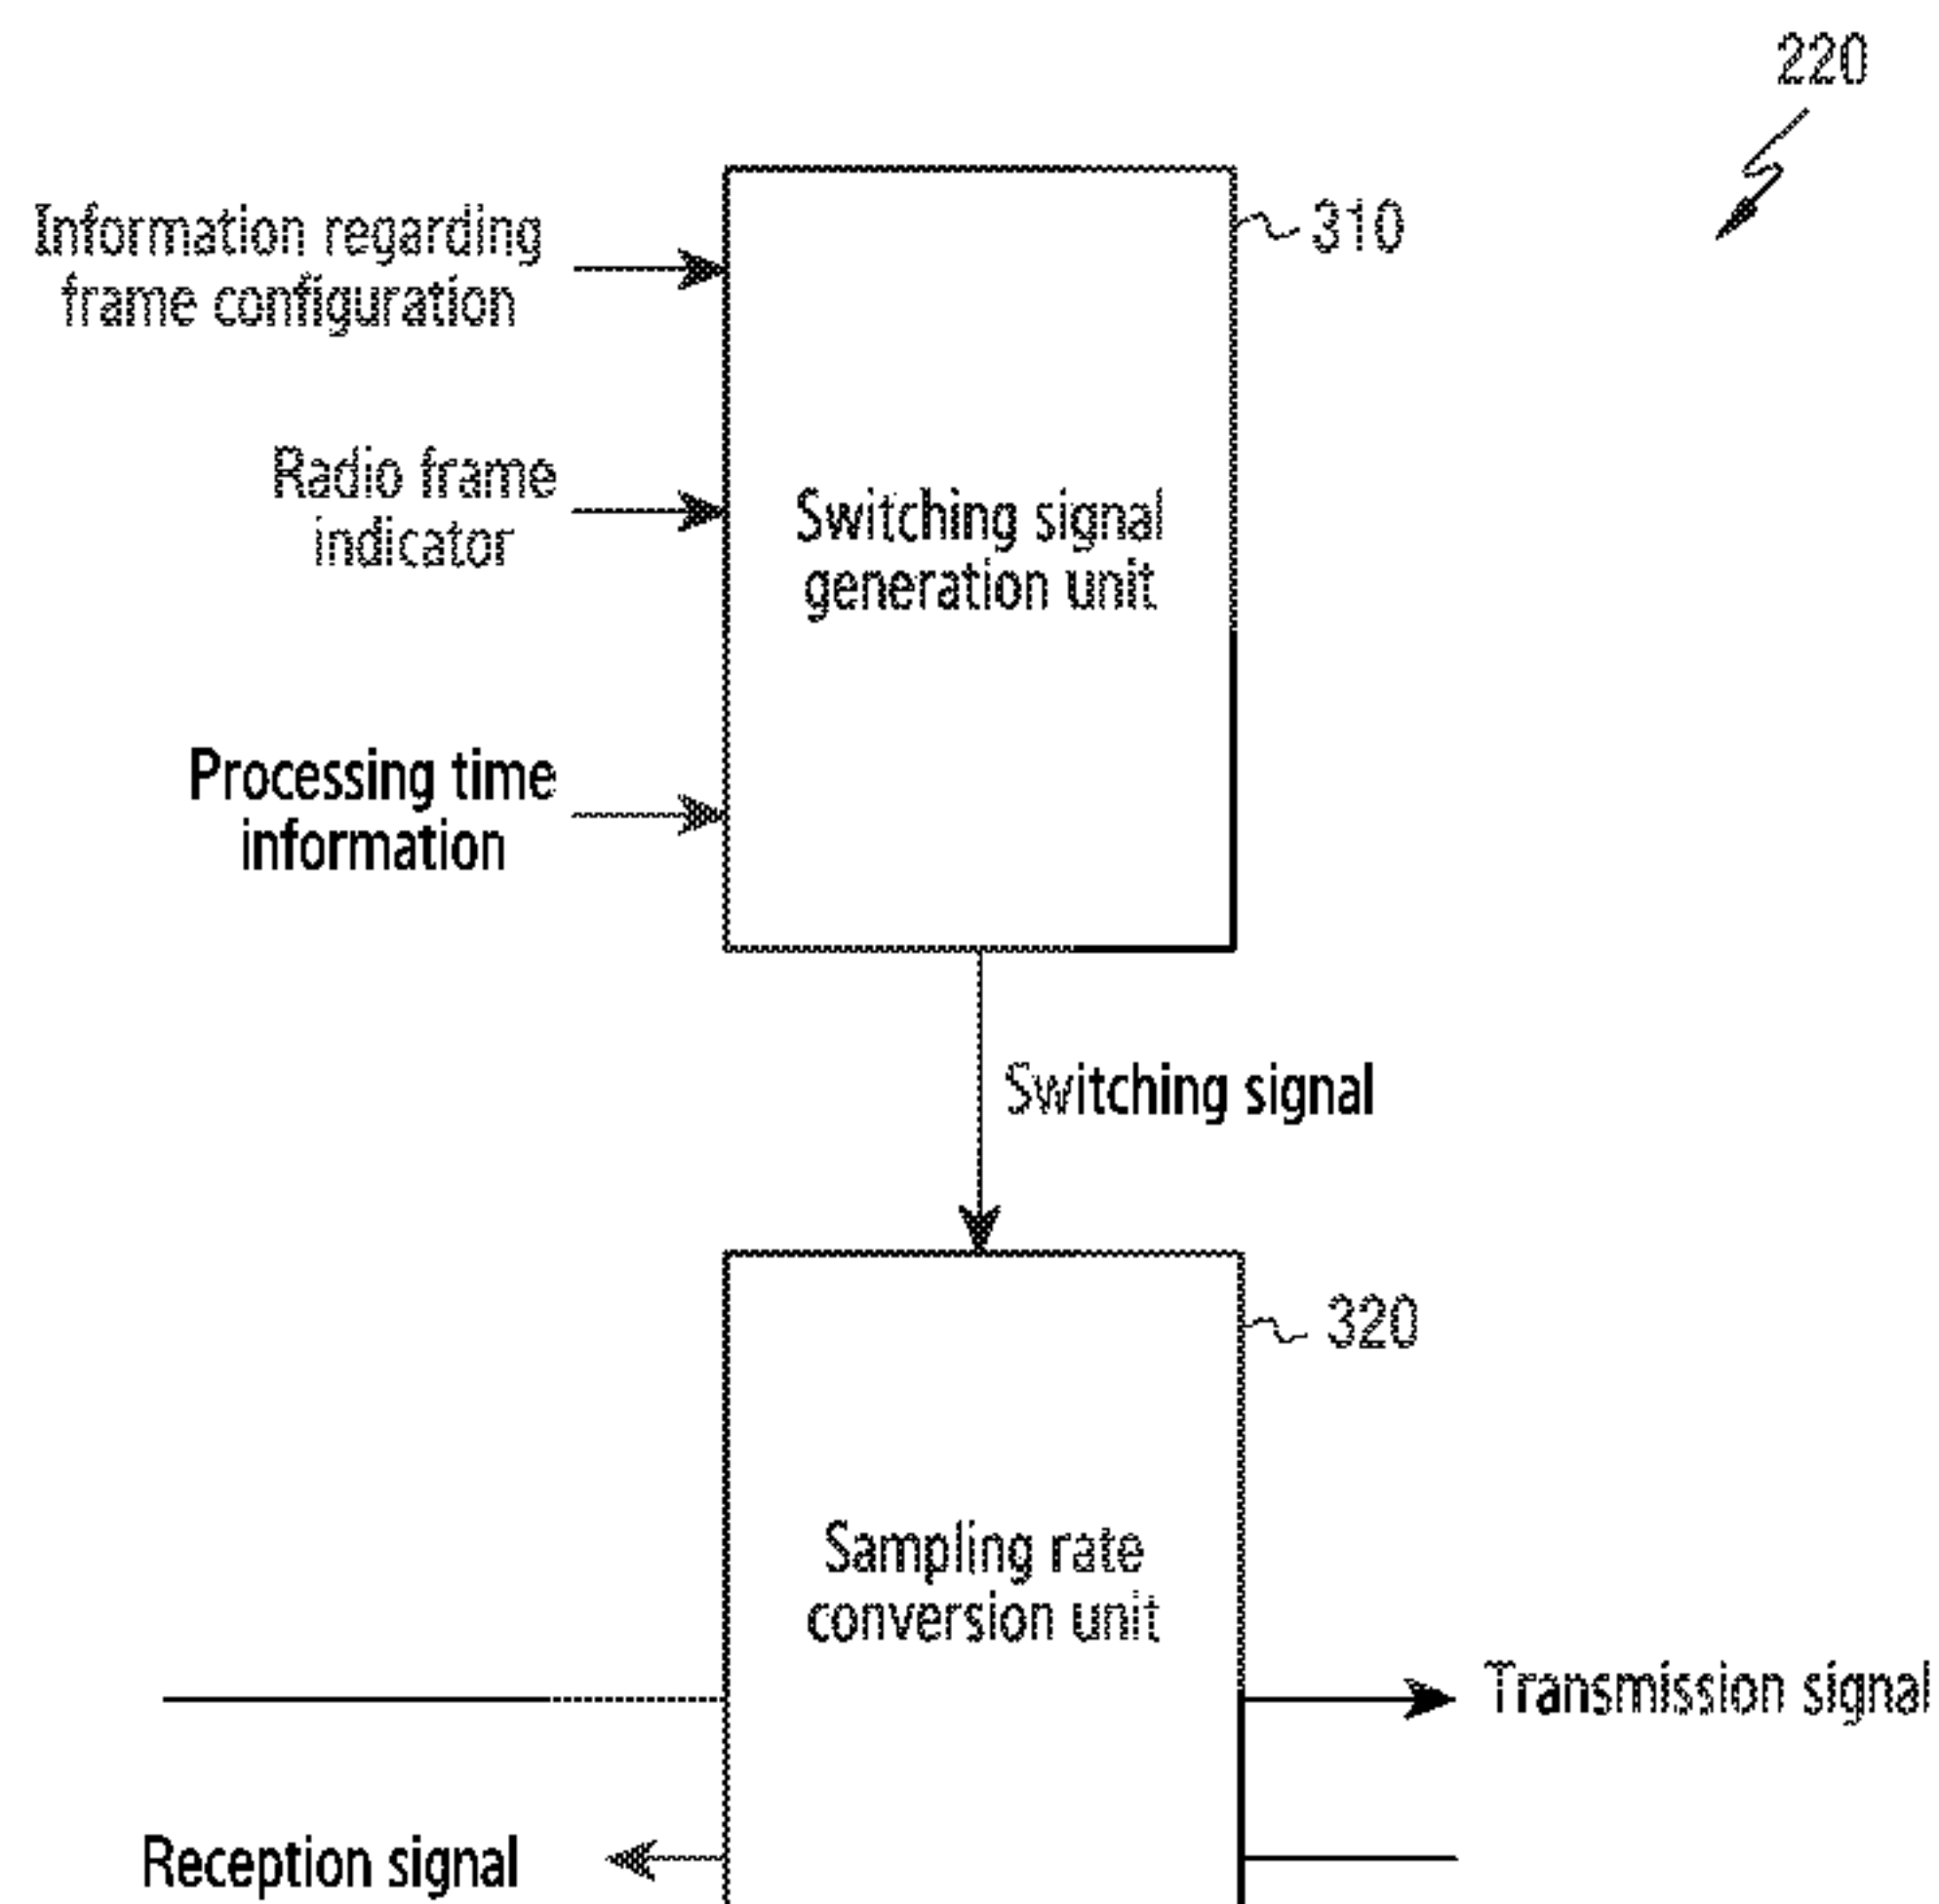 220
Information regarding
frame configuration
310
Radio frame
indicator
Switching signal
generation unit
Processing time
information
Switching signal
320
Sampling rate
conversion unit
Transmission signal
Reception signal